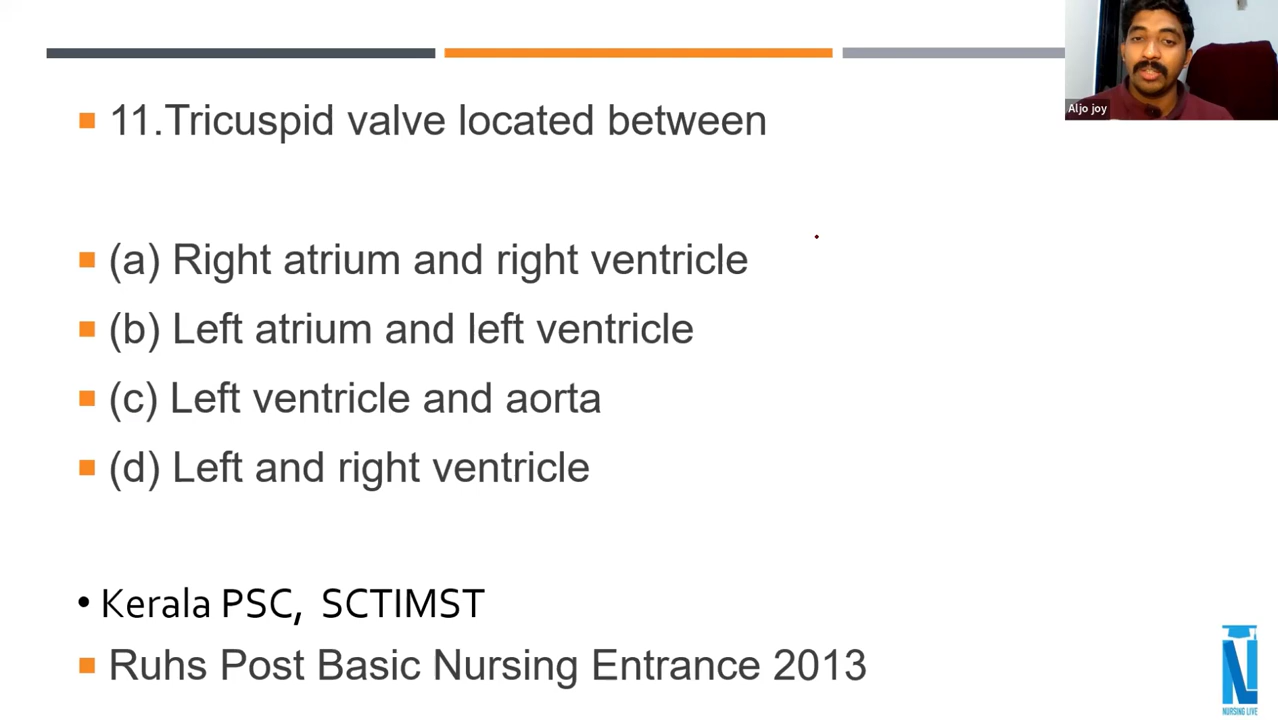 Aljo joy
11.Tricuspid valve located between
(a) Right atrium and right ventricle
(b) Left atrium and left ventricle
(c) Left ventricle and aorta
(d) Left and right ventricle
• Kerala PSC, SCTIMST
Ruhs Post Basic Nursing Entrance 2013
NURSING LIVE